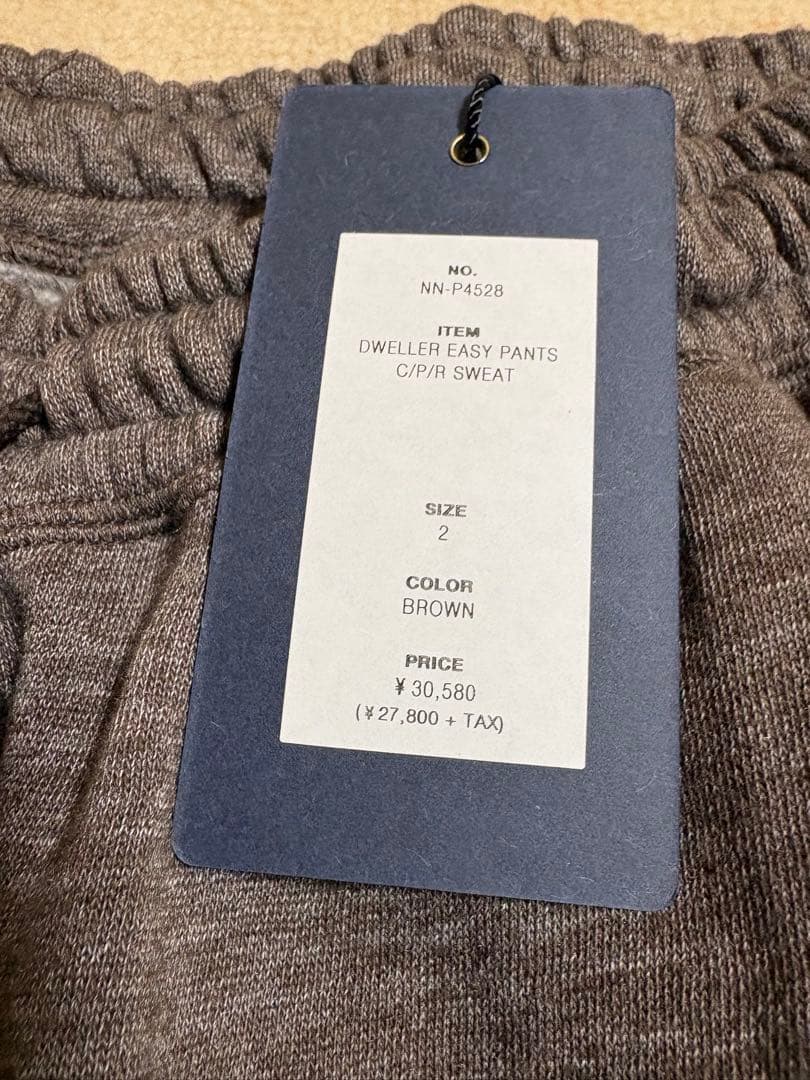 NO.
NN-P4528
ITEM
DWELLER EASY PANTS
C/P/R SWEAT
SIZE
2
COLOR
BROWN
PRICE
¥ 30,580
(¥27,800 + TAX)